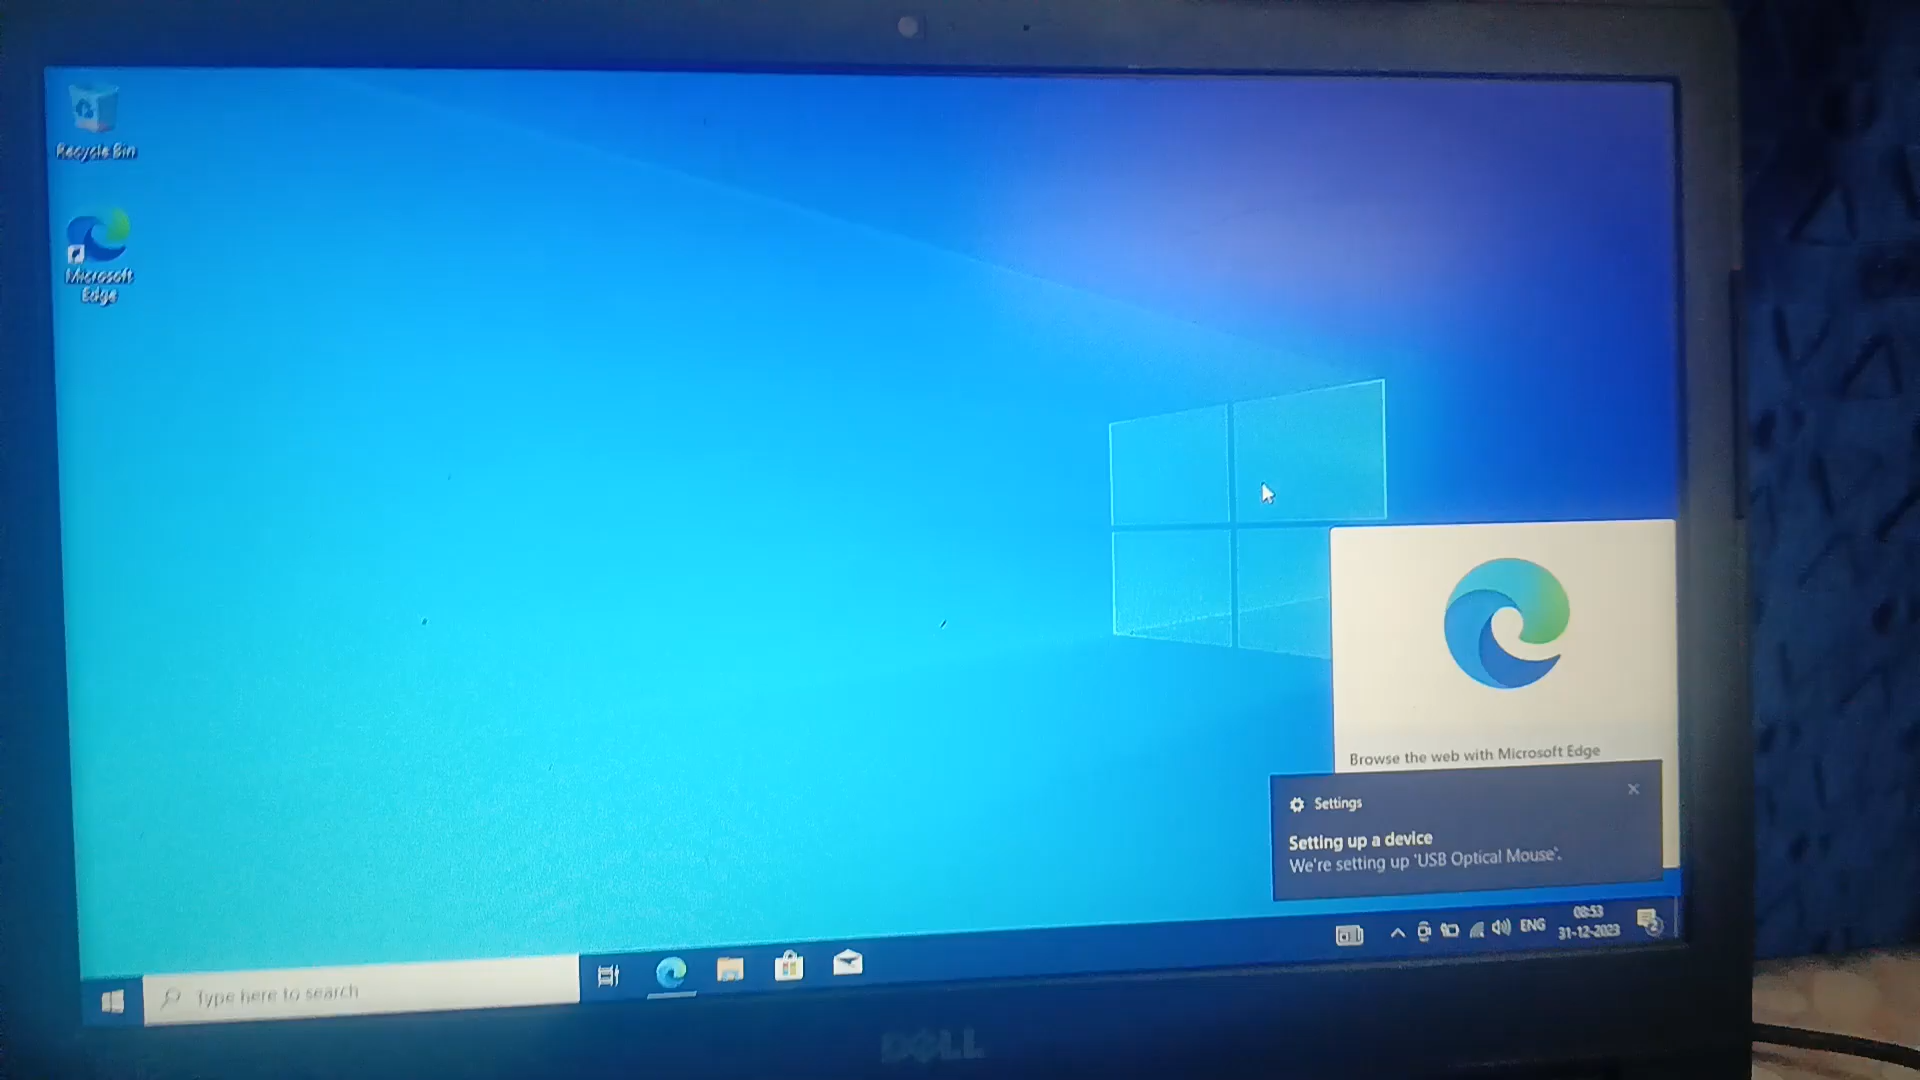 Recycle Bin
Microsoft
Edge
Browse the web with Microsoft Edge
Settings
Setting up a device
We're setting up 'USB Optical Mouse'.
ENG
08:53
31-12-2023
2
Type here to search
DELL